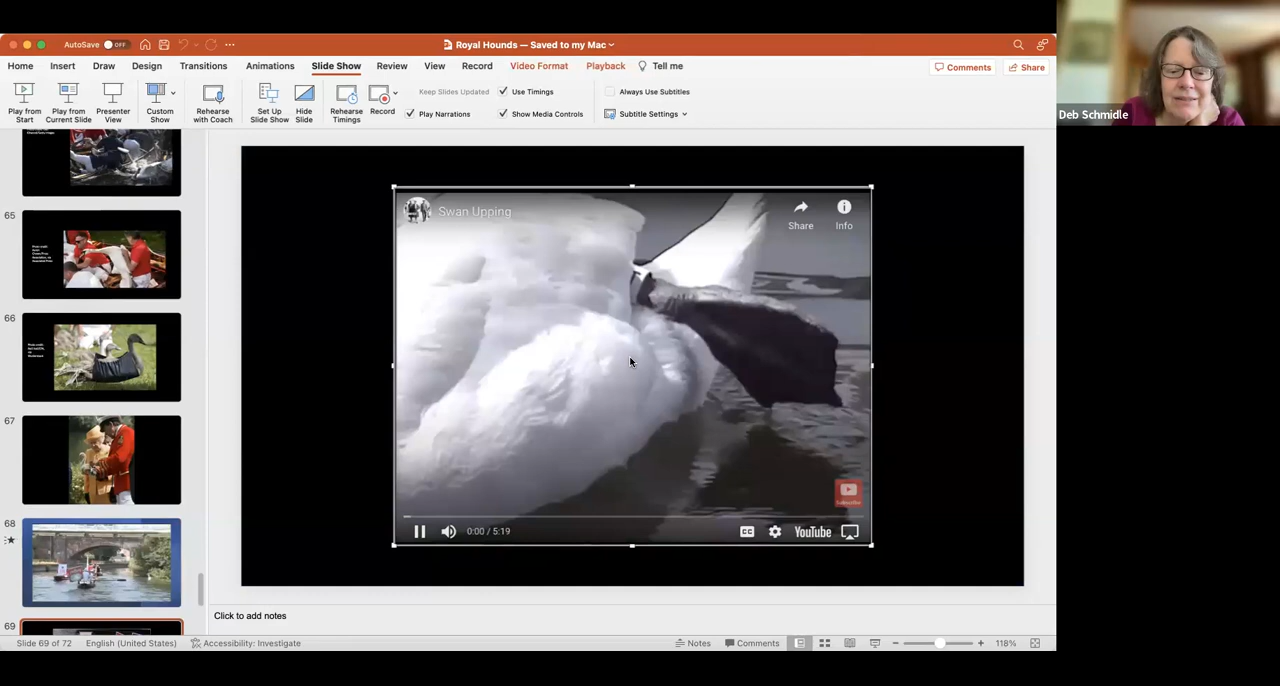 AutoSave OFF
Royal Hounds — Saved to my Mac
Home Insert Draw Design Transitions Animations Slide Show Review View Record Video Format Playback Tell me
Comments Share
Play from Start
Play from Current Slide
Presenter View
Custom Show
Rehearse with Coach
Set Up Slide Show
Hide Slide
Rehearse Timings
Record
Keep Slides Updated Use Timings Always Use Subtitles
Play Narrations Show Media Controls Subtitle Settings
Deb Schmidle
65
66
67
68
69
Swan Upping
Share
Info
Subscribe
0:00 / 5:19
CC
YouTube
Click to add notes
Slide 69 of 72 English (United States) Accessibility: Investigate Notes Comments 118%